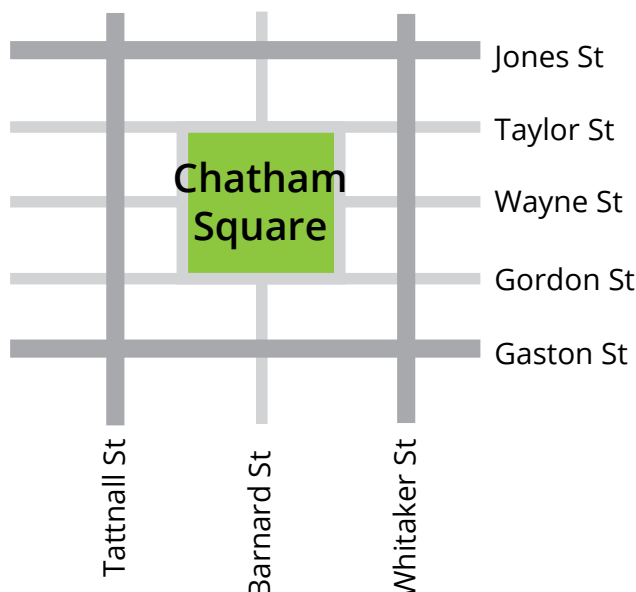 Jones St
Taylor St
Chatham
Square
Wayne St
Gordon St
Gaston St
Tattnall St
Barnard St
Whitaker St